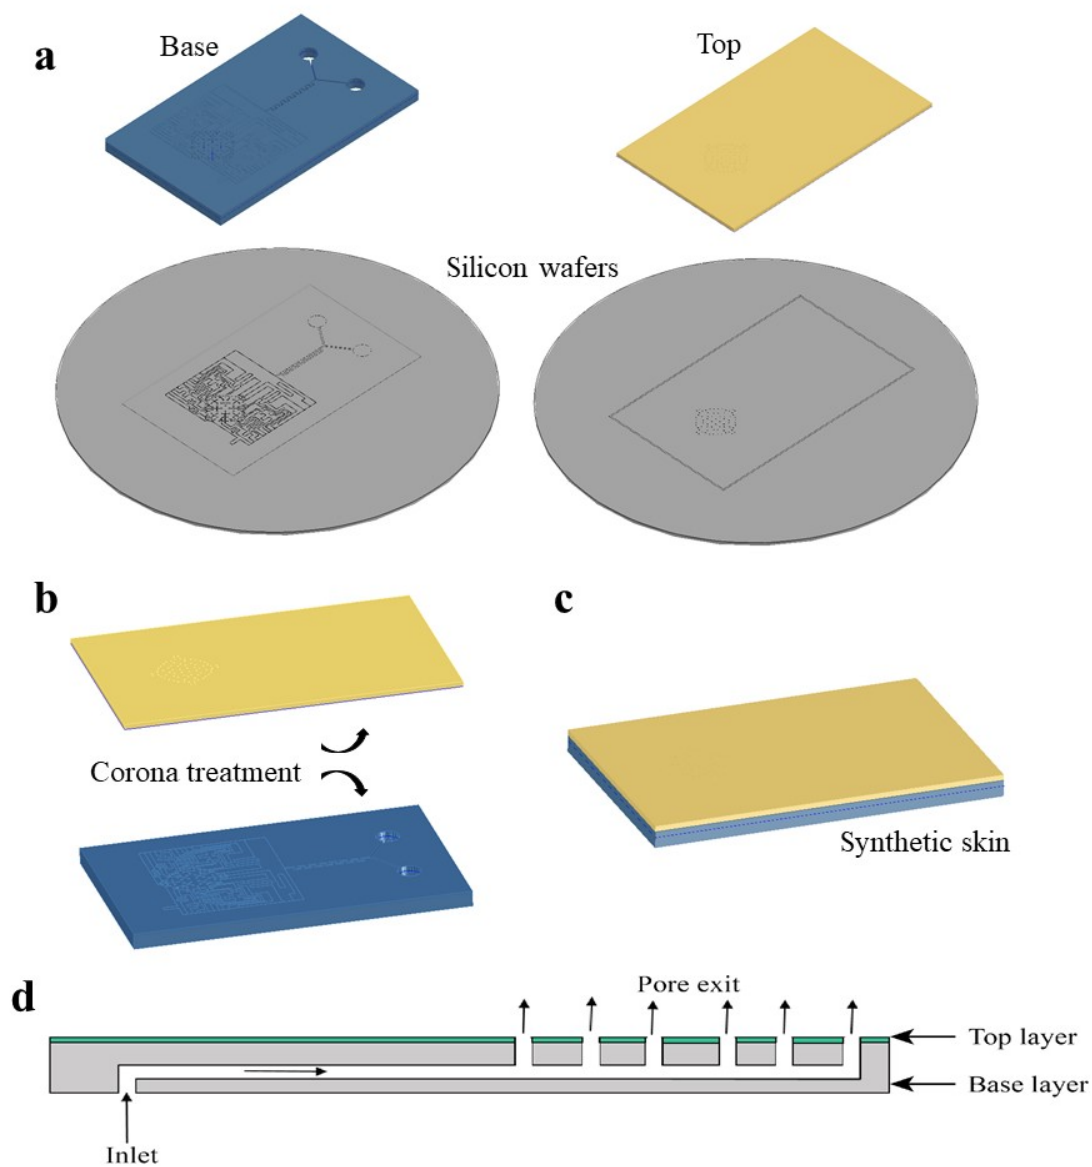 a
Base
Top
Silicon wafers
b
c
Corona treatment
Synthetic skin
d
Pore exit
Top layer
Base layer
Inlet